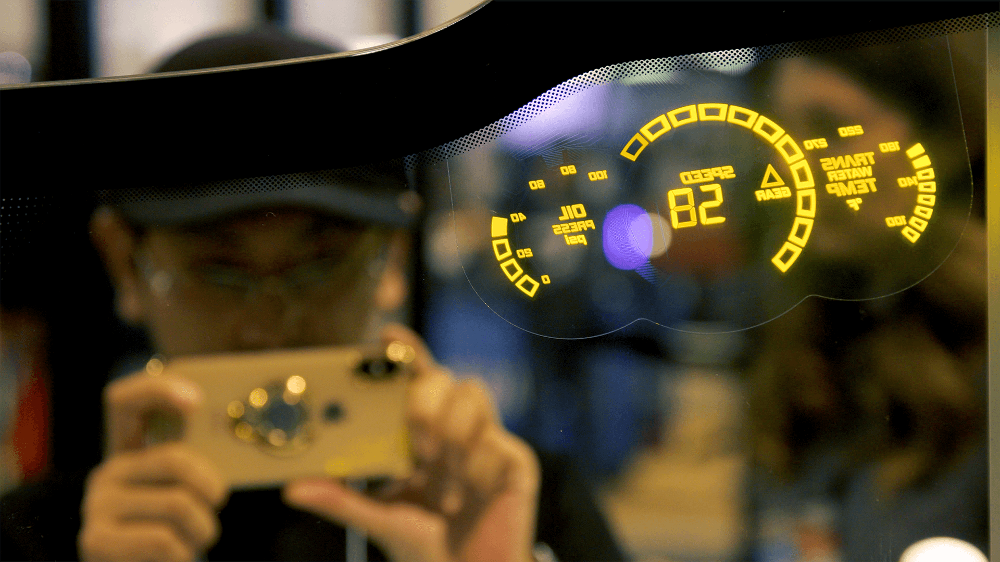 220
270
180
TRANS
WATER
TEMP
°F
140
100
SPEED
58
GEAR
100
80
60
40
OIL
PRESS
psi
20
0